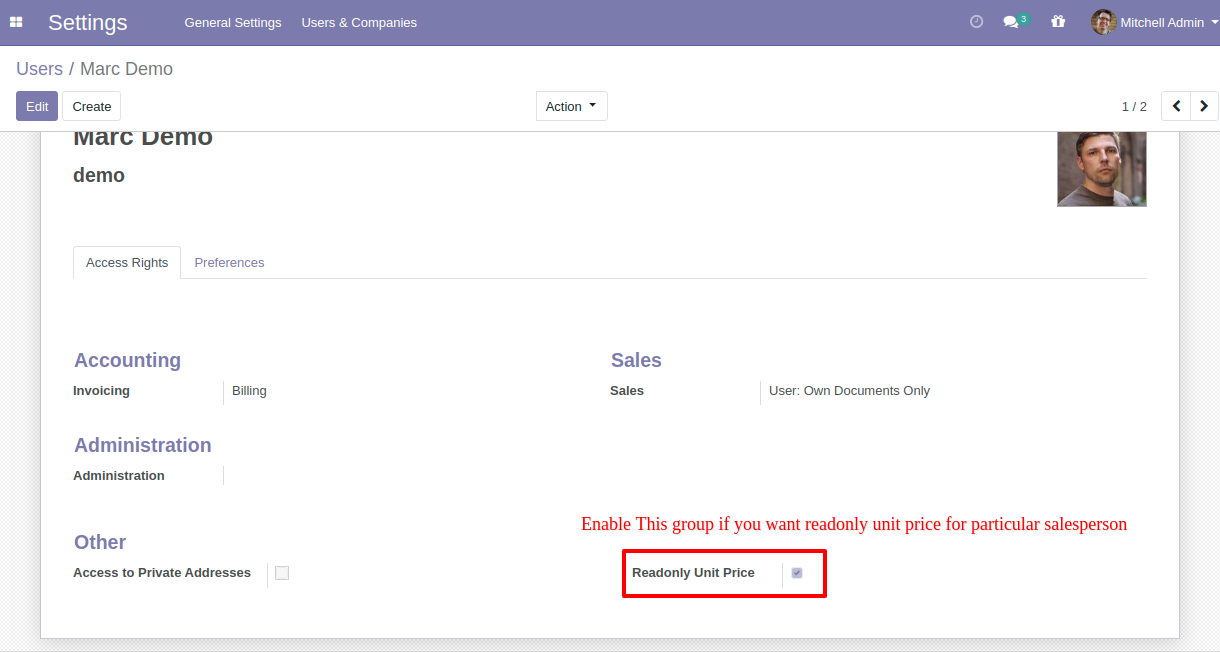 Settings General Settings Users & Companies 3 Mitchell Admin
Users / Marc Demo
Edit Create Action 1 / 2
Marc Demo
demo
Access Rights Preferences
Accounting Sales
Invoicing Billing Sales User: Own Documents Only
Administration
Administration
Enable This group if you want readonly unit price for particular salesperson
Other
Access to Private Addresses Readonly Unit Price